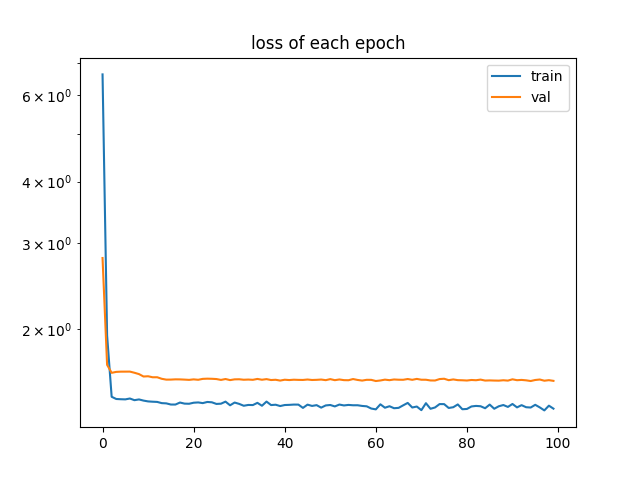 loss of each epoch
train
val
6 × 10⁰
4 × 10⁰
3 × 10⁰
2 × 10⁰
0 20 40 60 80 100